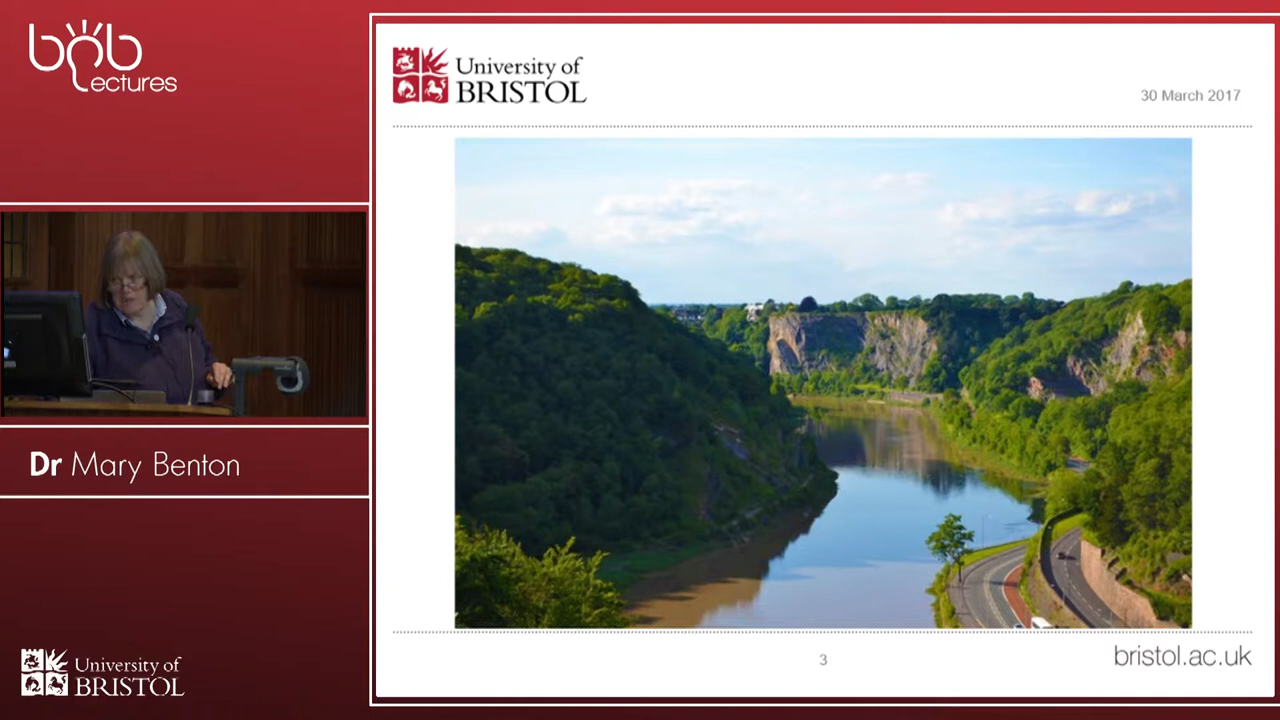 bob
Lectures
Dr Mary Benton
University of
BRISTOL
University of
BRISTOL
30 March 2017
3
bristol.ac.uk